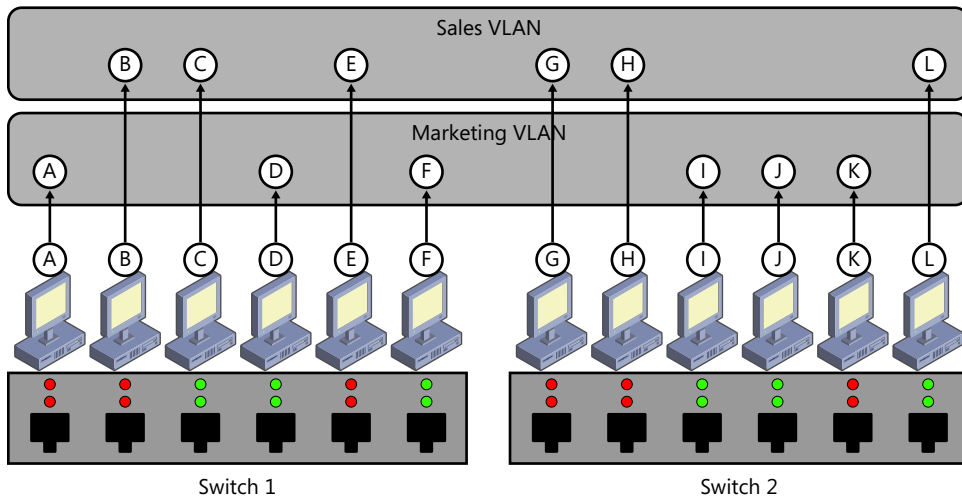 Sales VLAN
B C E G H L
Marketing VLAN
A D F I J K
A B C D E F G H I J K L
Switch 1 Switch 2